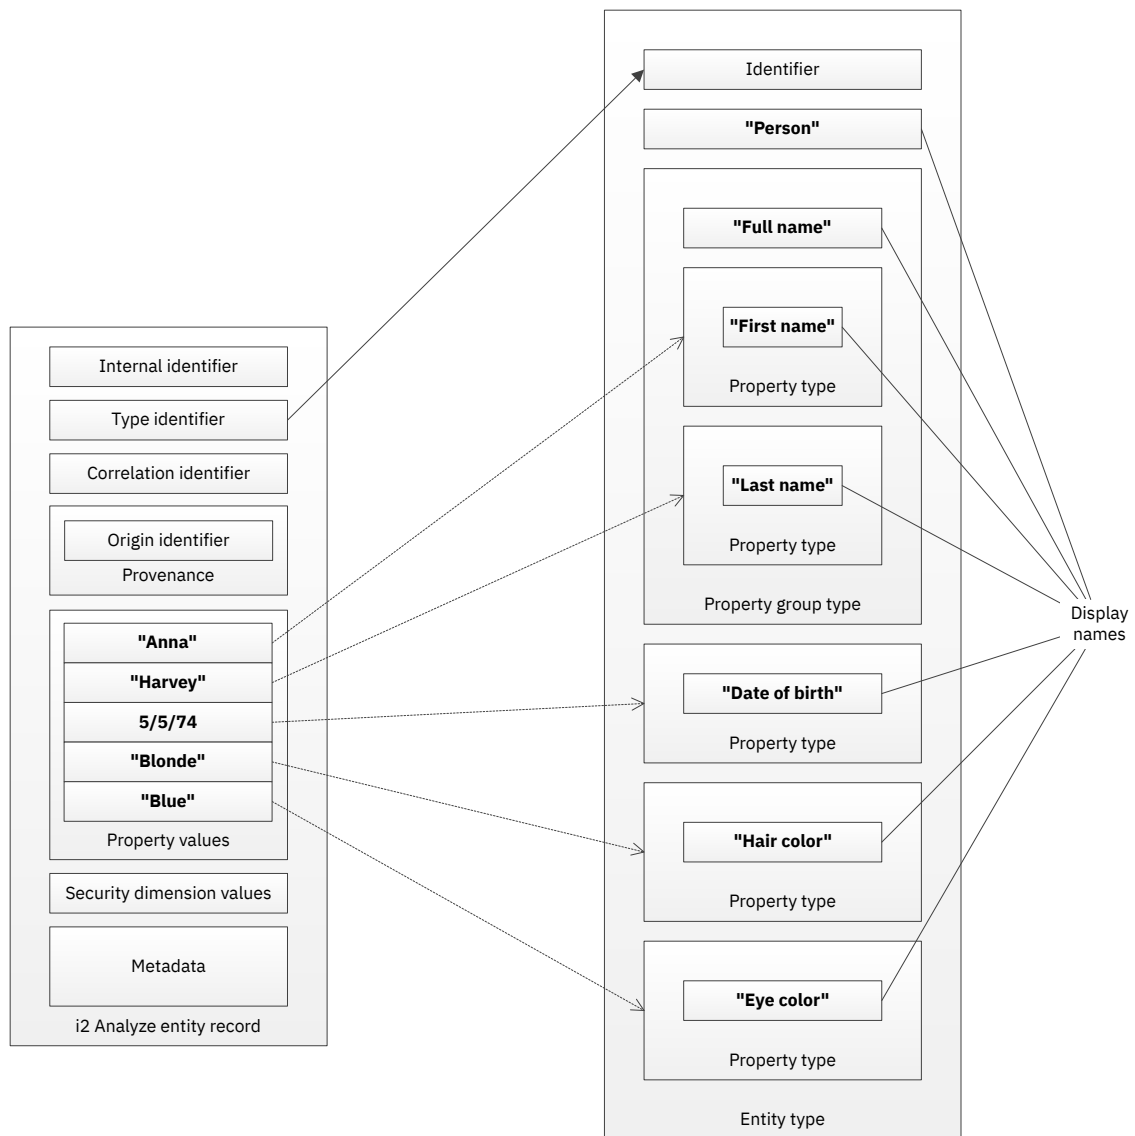 Internal identifier
Type identifier
Correlation identifier
Origin identifier
Provenance
"Anna"
"Harvey"
5/5/74
"Blonde"
"Blue"
Property values
Security dimension values
Metadata
i2 Analyze entity record
Identifier
"Person"
"Full name"
"First name"
Property type
"Last name"
Property type
Property group type
"Date of birth"
Property type
"Hair color"
Property type
"Eye color"
Property type
Entity type
Display
names